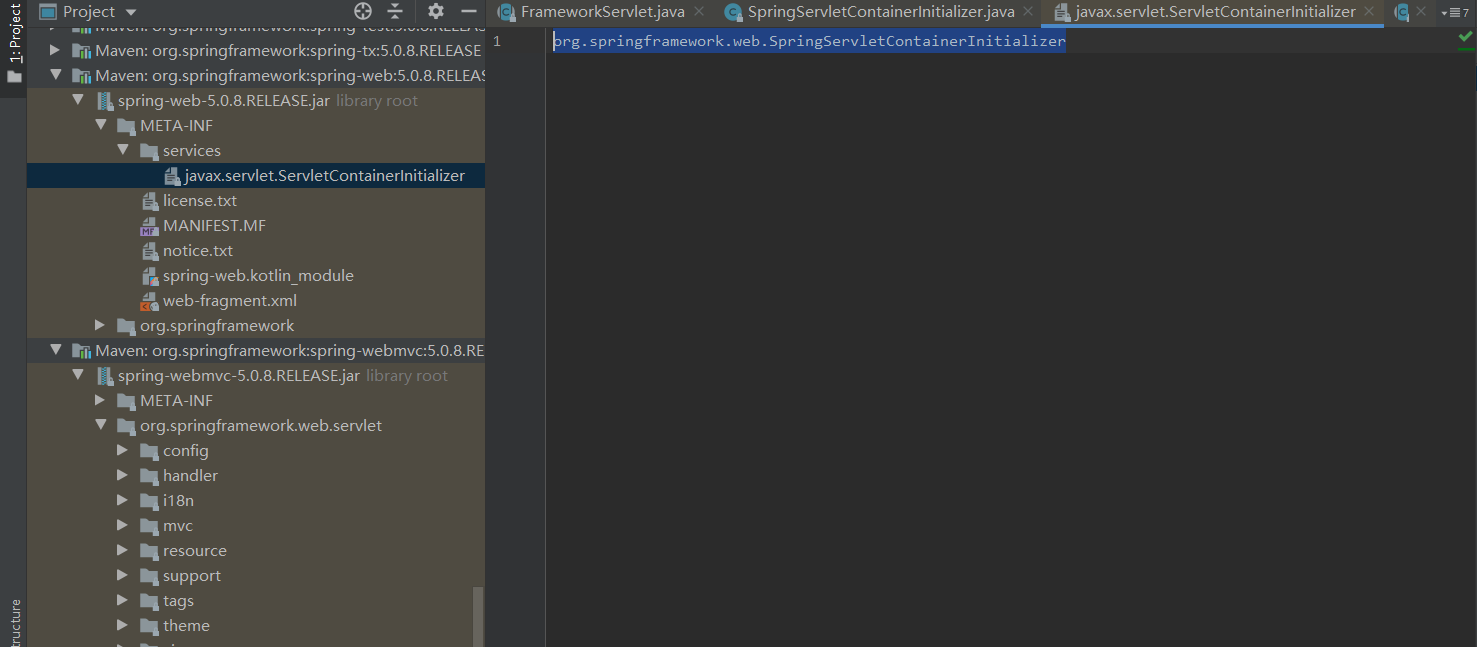 1: Project
Project
FrameworkServlet.java
SpringServletContainerInitializer.java
javax.servlet.ServletContainerInitializer
7
Maven: org.springframework:spring-test:5.0.8.RELEASE
Maven: org.springframework:spring-tx:5.0.8.RELEASE
Maven: org.springframework:spring-web:5.0.8.RELEAS
spring-web-5.0.8.RELEASE.jar library root
META-INF
services
javax.servlet.ServletContainerInitializer
license.txt
MANIFEST.MF
notice.txt
spring-web.kotlin_module
web-fragment.xml
org.springframework
Maven: org.springframework:spring-webmvc:5.0.8.RE
spring-webmvc-5.0.8.RELEASE.jar library root
META-INF
org.springframework.web.servlet
config
handler
i18n
mvc
resource
support
tags
theme
tructure
1
org.springframework.web.SpringServletContainerInitializer